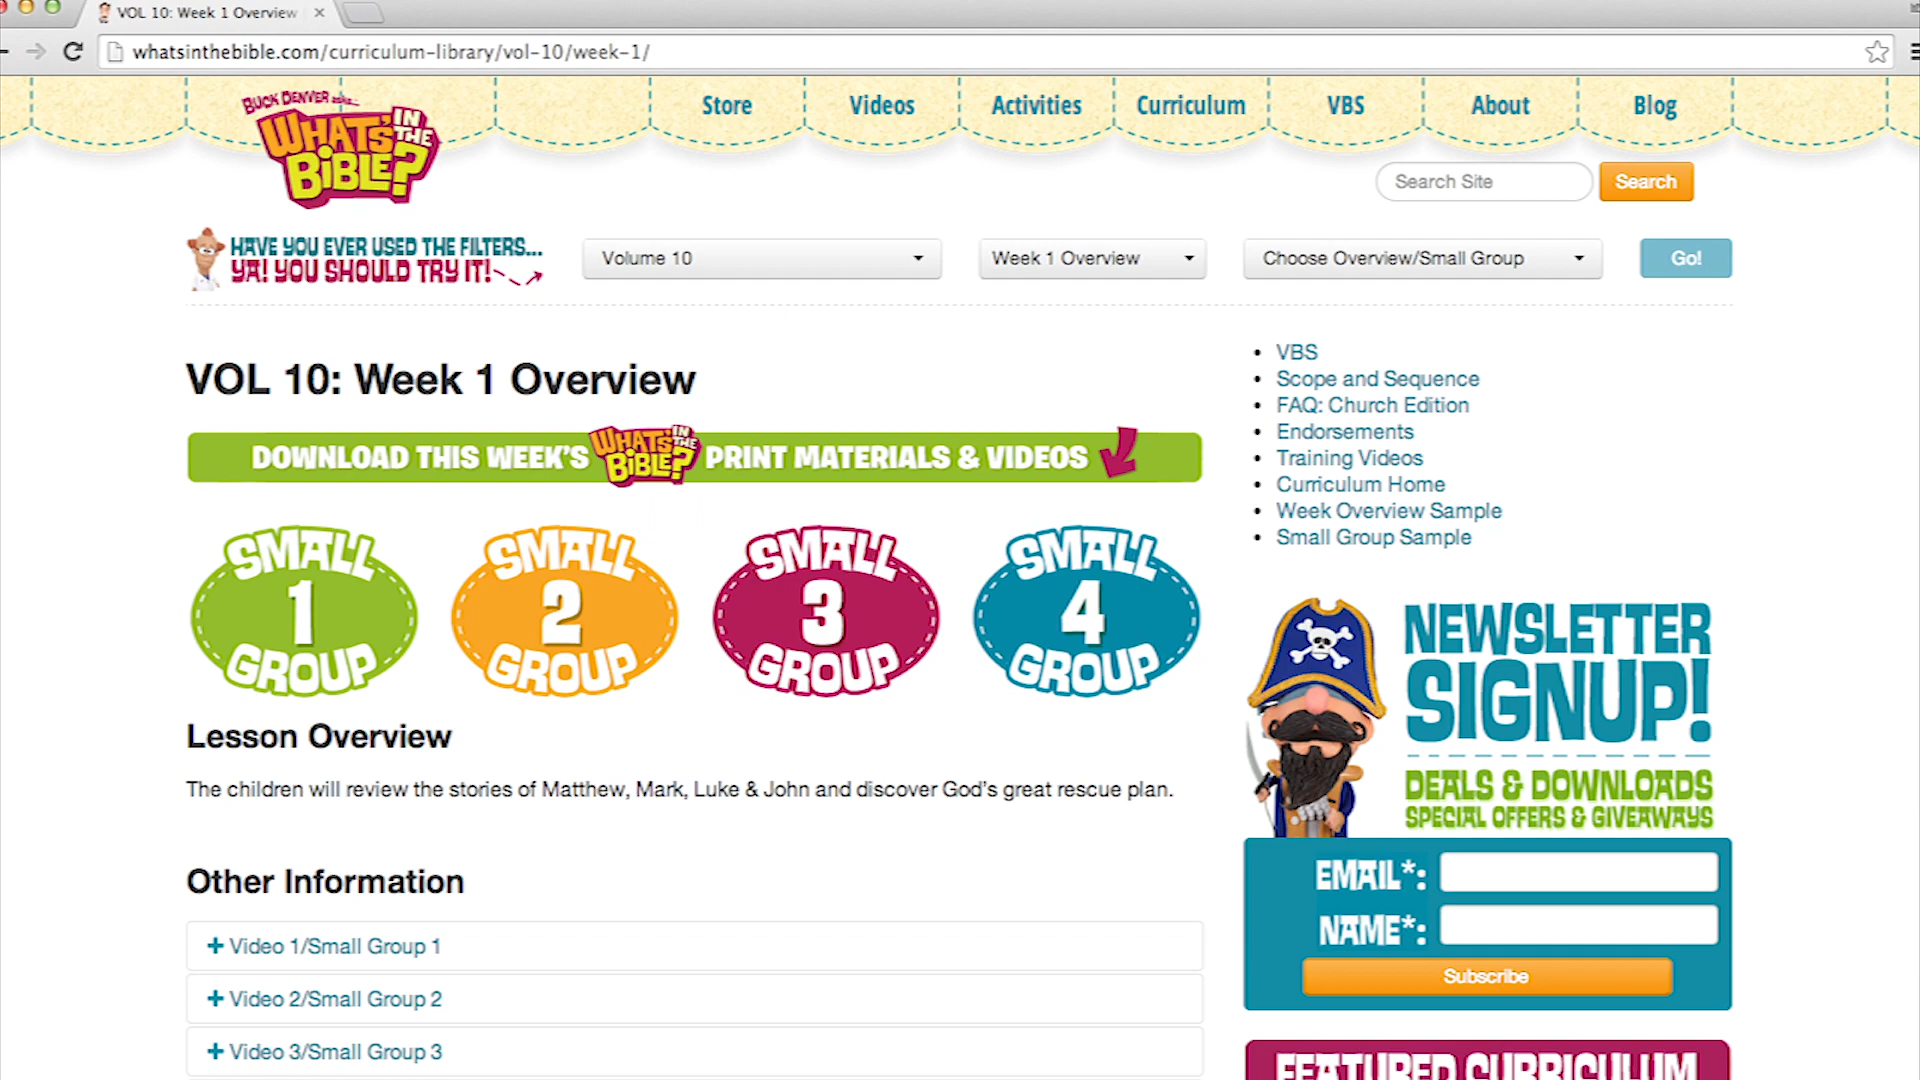 VOL 10: Week 1 Overview
whatsinthebible.com/curriculum-library/vol-10/week-1/
BUCK DENVER asks...
WHAT'S IN THE BIBLE?
Store
Videos
Activities
Curriculum
VBS
About
Blog
Search Site
Search
HAVE YOU EVER USED THE FILTERS...
YA! YOU SHOULD TRY IT!
Volume 10
Week 1 Overview
Choose Overview/Small Group
Go!
VOL 10: Week 1 Overview
DOWNLOAD THIS WEEK'S WHAT'S IN THE BIBLE? PRINT MATERIALS & VIDEOS
SMALL 1 GROUP
SMALL 2 GROUP
SMALL 3 GROUP
SMALL 4 GROUP
Lesson Overview
The children will review the stories of Matthew, Mark, Luke & John and discover God's great rescue plan.
Other Information
Video 1/Small Group 1
Video 2/Small Group 2
Video 3/Small Group 3
VBS
Scope and Sequence
FAQ: Church Edition
Endorsements
Training Videos
Curriculum Home
Week Overview Sample
Small Group Sample
NEWSLETTER
SIGNUP!
DEALS & DOWNLOADS
SPECIAL OFFERS & GIVEAWAYS
EMAIL*:
NAME*:
Subscribe
FEATURED CURRICULUM